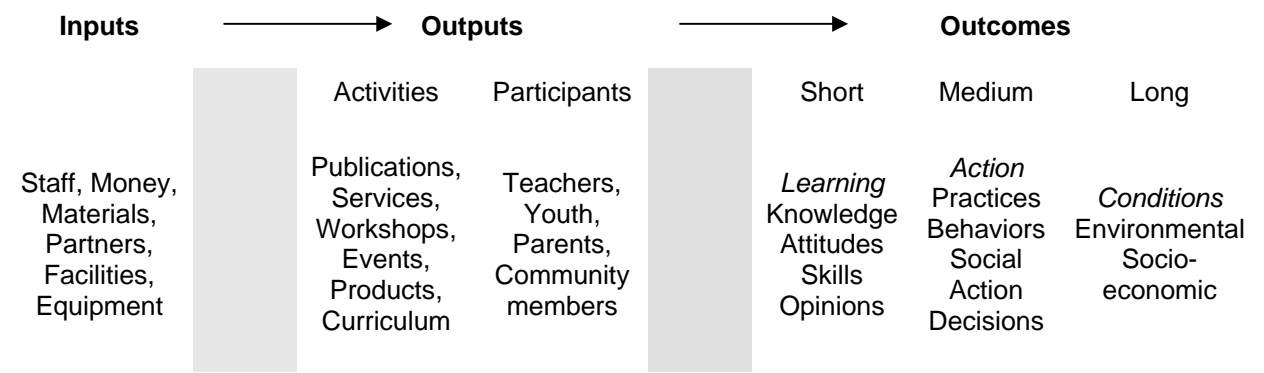 Inputs Outputs Outcomes
Activities Participants Short Medium Long
Staff, Money,
Materials,
Partners,
Facilities,
Equipment
Publications,
Services,
Workshops,
Events,
Products,
Curriculum
Teachers,
Youth,
Parents,
Community
members
Learning
Knowledge
Attitudes
Skills
Opinions
Action
Practices
Behaviors
Social
Action
Decisions
Conditions
Environmental
Socio-
economic